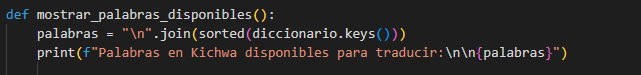 def mostrar_palabras_disponibles():
    palabras = "\n".join(sorted(diccionario.keys()))
    print(f"Palabras en Kichwa disponibles para traducir:\n\n{palabras}")